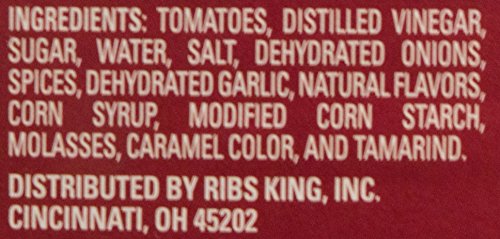 INGREDIENTS: TOMATOES, DISTILLED VINEGAR,
SUGAR, WATER, SALT, DEHYDRATED ONIONS,
SPICES, DEHYDRATED GARLIC, NATURAL FLAVORS,
CORN SYRUP, MODIFIED CORN STARCH,
MOLASSES, CARAMEL COLOR, AND TAMARIND.
DISTRIBUTED BY RIBS KING, INC.
CINCINNATI, OH 45202